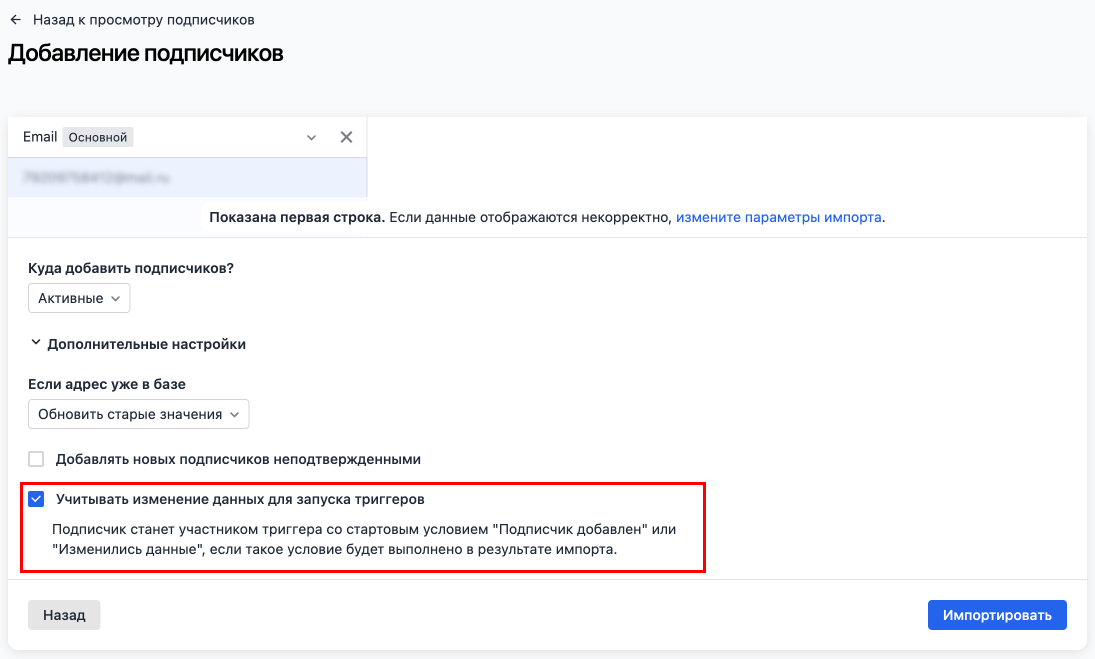 Назад к просмотру подписчиков
Добавление подписчиков
Email Основной
Показана первая строка. Если данные отображаются некорректно, измените параметры импорта.
Куда добавить подписчиков?
Активные
Дополнительные настройки
Если адрес уже в базе
Обновить старые значения
Добавлять новых подписчиков неподтвержденными
Учитывать изменение данных для запуска триггеров
Подписчик станет участником триггера со стартовым условием "Подписчик добавлен" или
"Изменились данные", если такое условие будет выполнено в результате импорта.
Назад
Импортировать